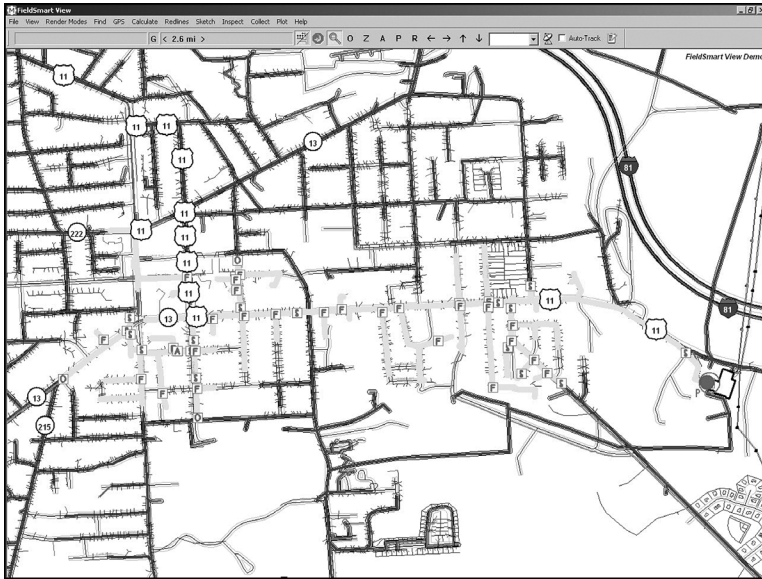 FieldSmart View
File View Render Modes Find GPS Calculate Redlines Sketch Inspect Collect Plot Help
G < 2.6 mi > O Z A P R Auto-Track
FieldSmart View Demo
11
11 11
13
11
81
11
222 11
11
11
O
F
F
F
11
11
S
S
13 11 F F S F F F F F S
81
11
S
F
S
F
F
S
F A F
F
S
F
O
F
S
F
F
S
P
13
F
O
215